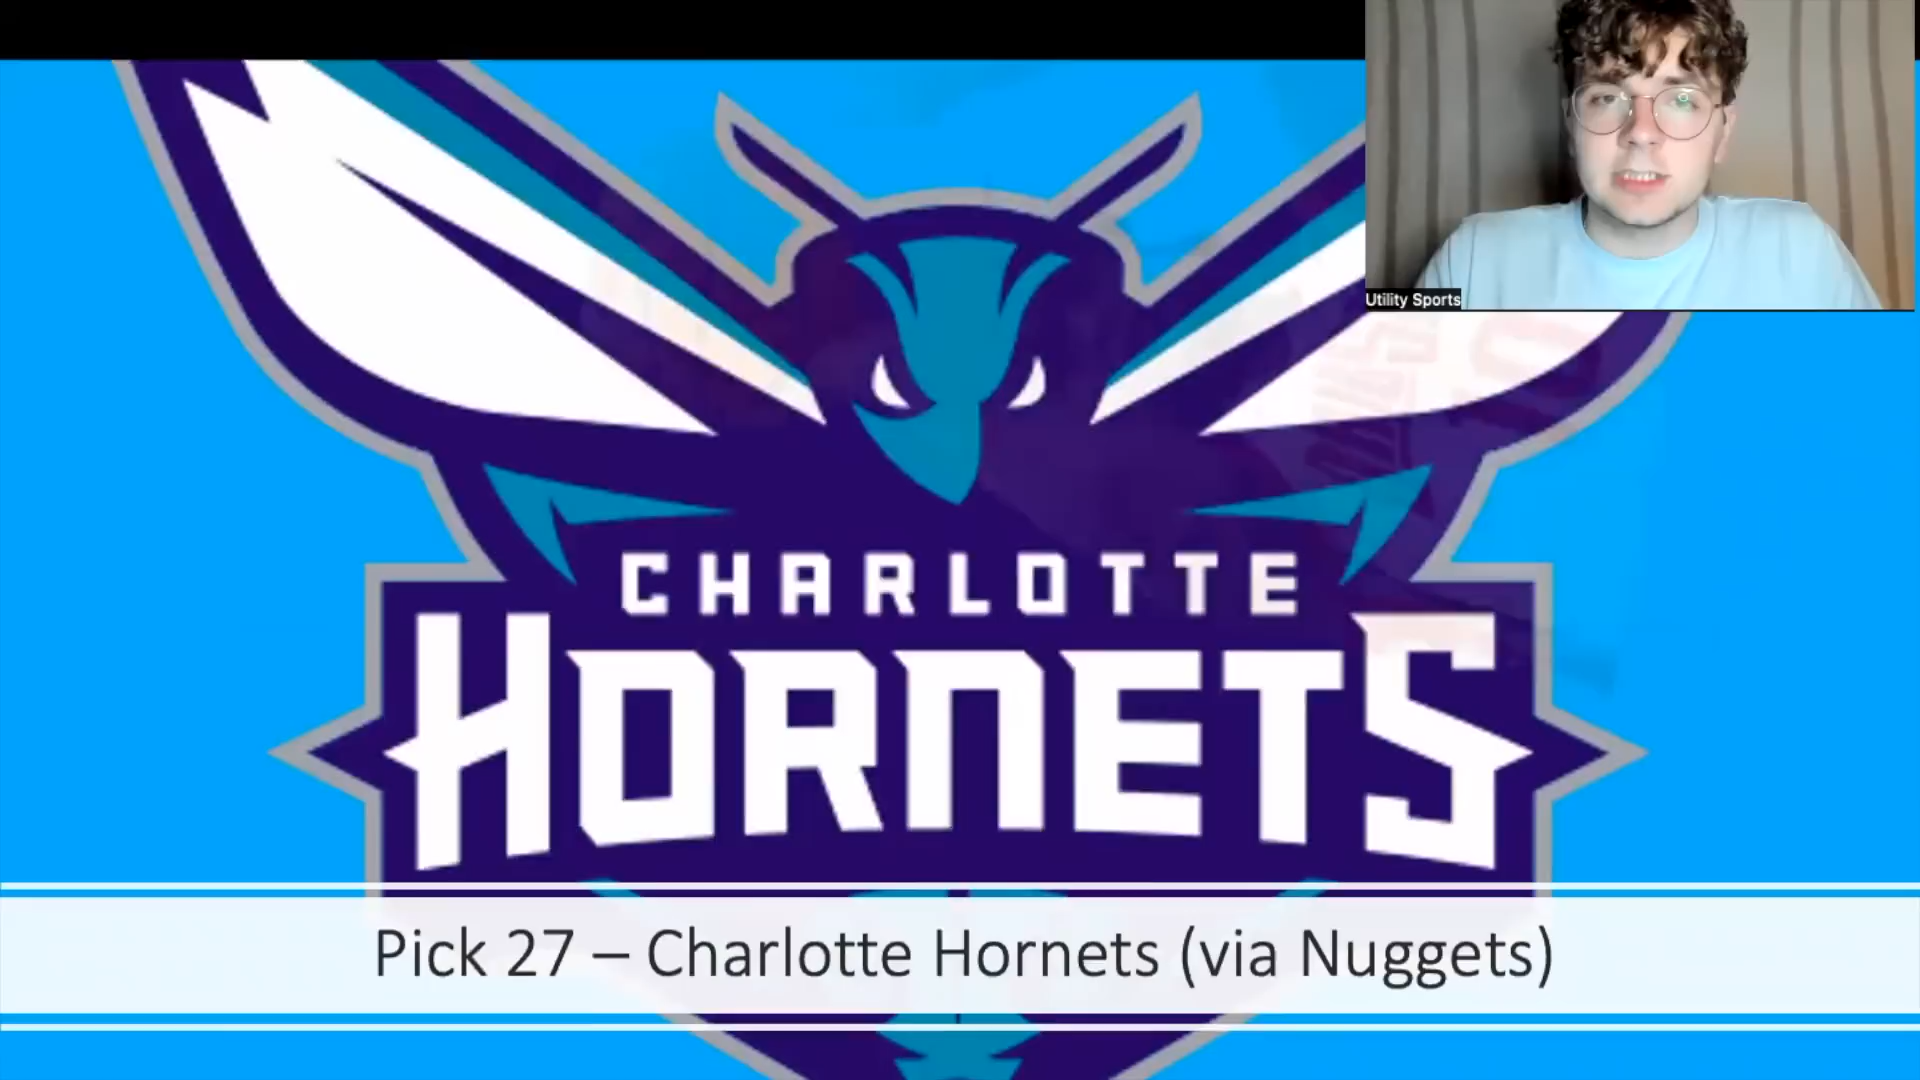 Utility Sports
CHARLOTTE
HORNETS
Pick 27 – Charlotte Hornets (via Nuggets)